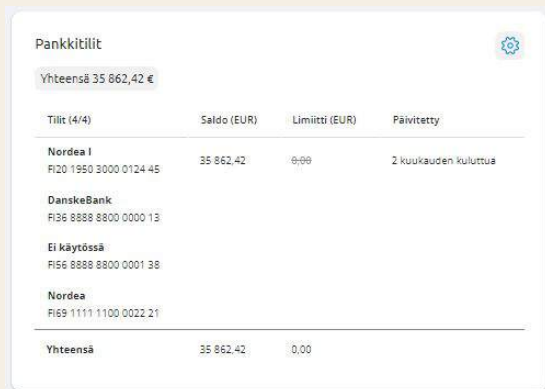 Pankkitilit
Yhteensä 35 862,42 €
Tilit (4/4) Saldo (EUR) Limiitti (EUR) Päivitetty
Nordea I
FI20 1950 3000 0124 45 35 862,42 0,00 2 kuukauden kuluttua
DanskeBank
FI36 8888 8800 0000 13
Ei käytössä
FI56 8888 8800 0001 38
Nordea
FI69 1111 1100 0022 21
Yhteensä 35 862,42 0,00